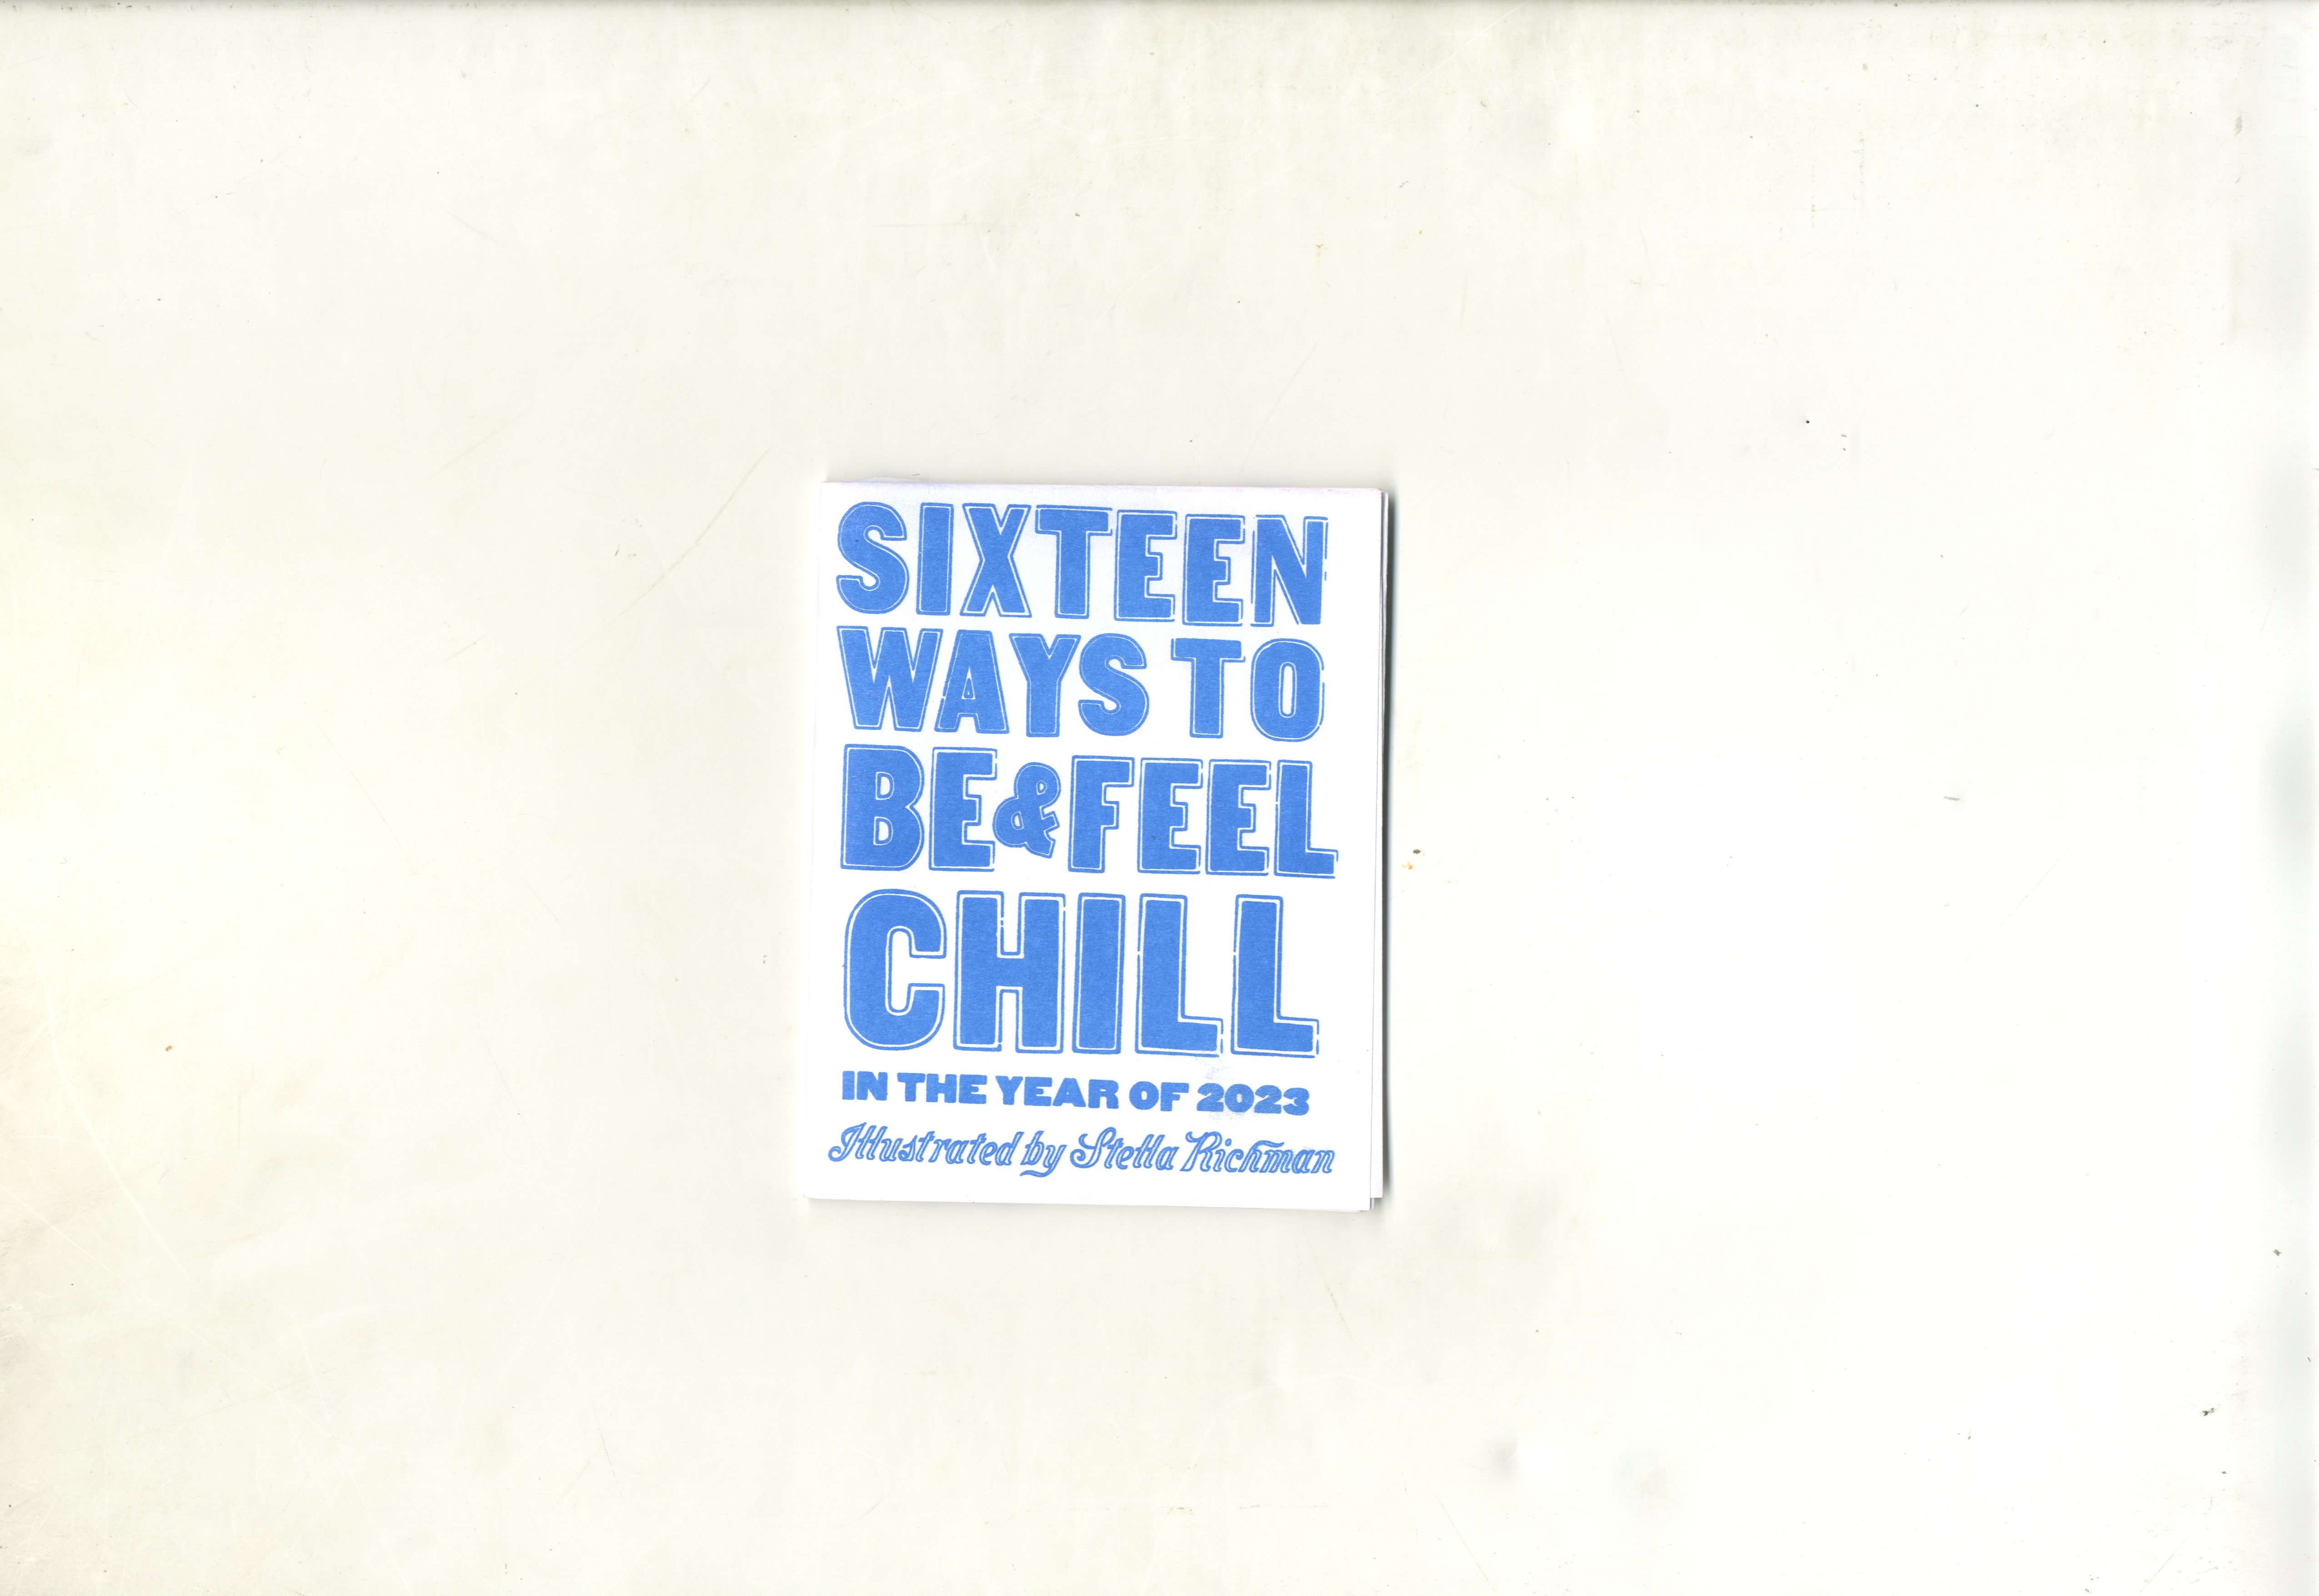 SIXTEEN
WAYS TO
BE & FEEL
CHILL
IN THE YEAR OF 2023
Illustrated by Stella Richman